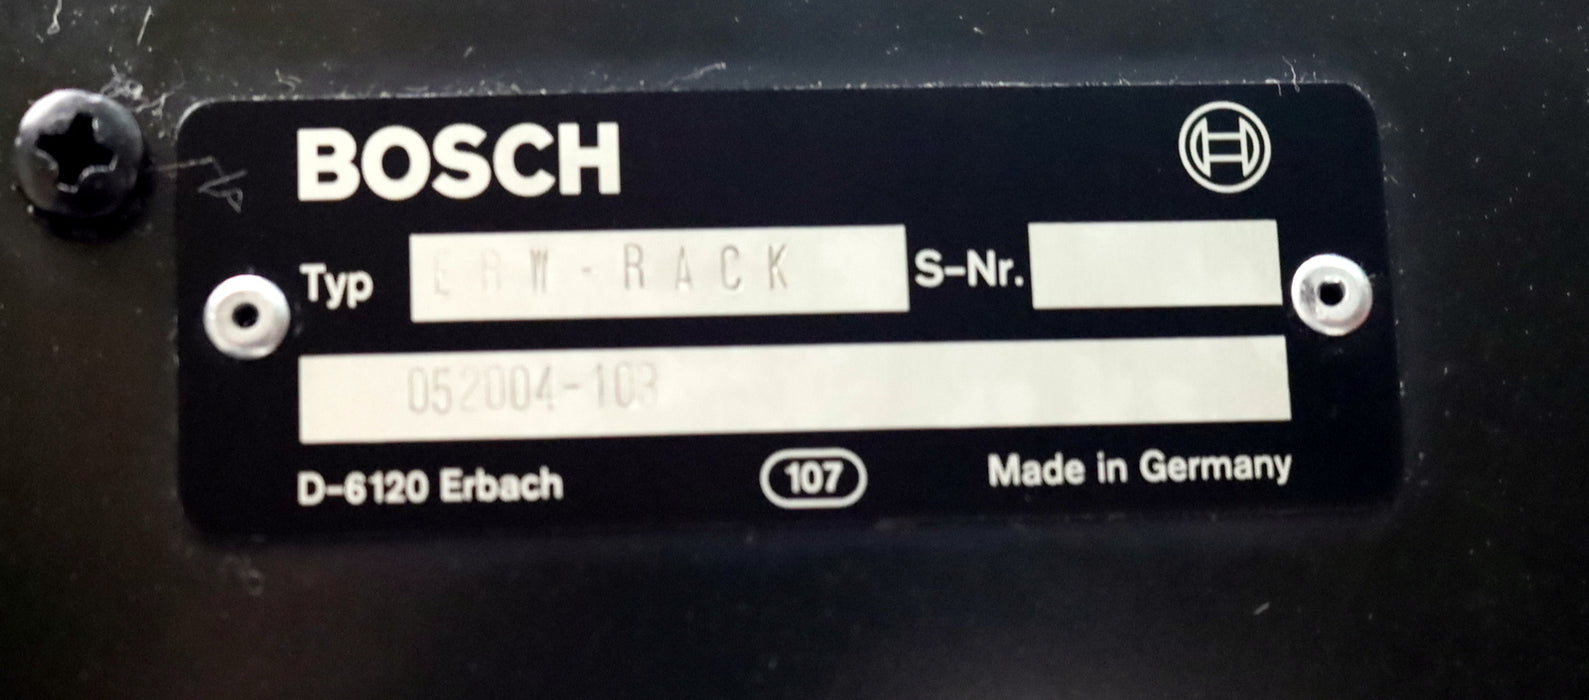 BOSCH
Typ ERW-RACK S-Nr.
052004-103
D-6120 Erbach 107 Made in Germany